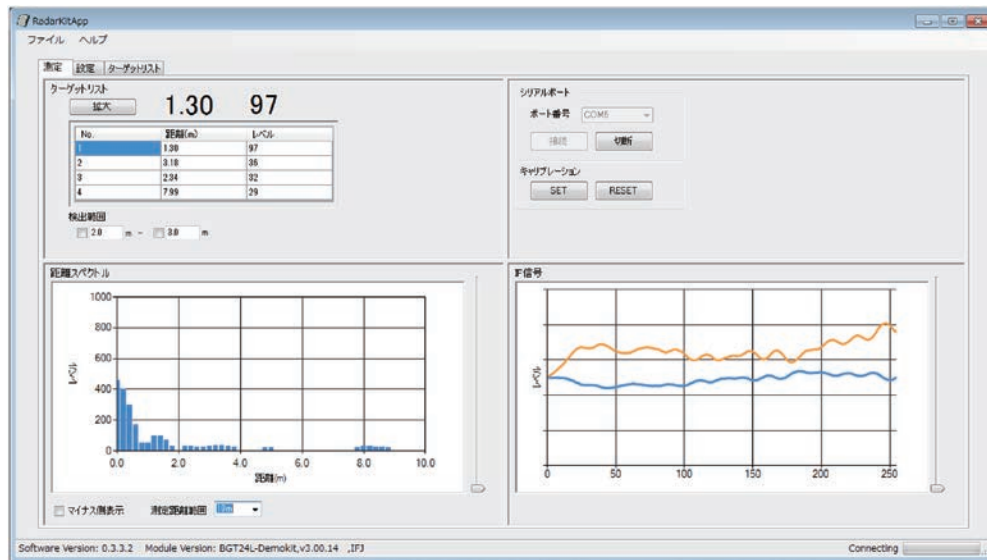 RadarKitApp
ファイル ヘルプ
測定 設定 ターゲットリスト
ターゲットリスト
拡大 1.30 97
No. 距離(m) レベル
1 1.30 97
2 3.18 36
3 2.34 32
4 7.99 29
検出範囲
2.0 m - 3.0 m
シリアルポート
ポート番号 COM5
接続 切断
キャリブレーション
SET RESET
距離スペクトル
1000
800
600
400
200
0
レベル
0.0 2.0 4.0 6.0 8.0 10.0
距離(m)
マイナス側表示 測定距離範囲 10m
IF信号
レベル
0 50 100 150 200 250
Software Version: 0.3.3.2 Module Version: BGT24L-Demokit,v3.00.14 ,IFJ Connecting